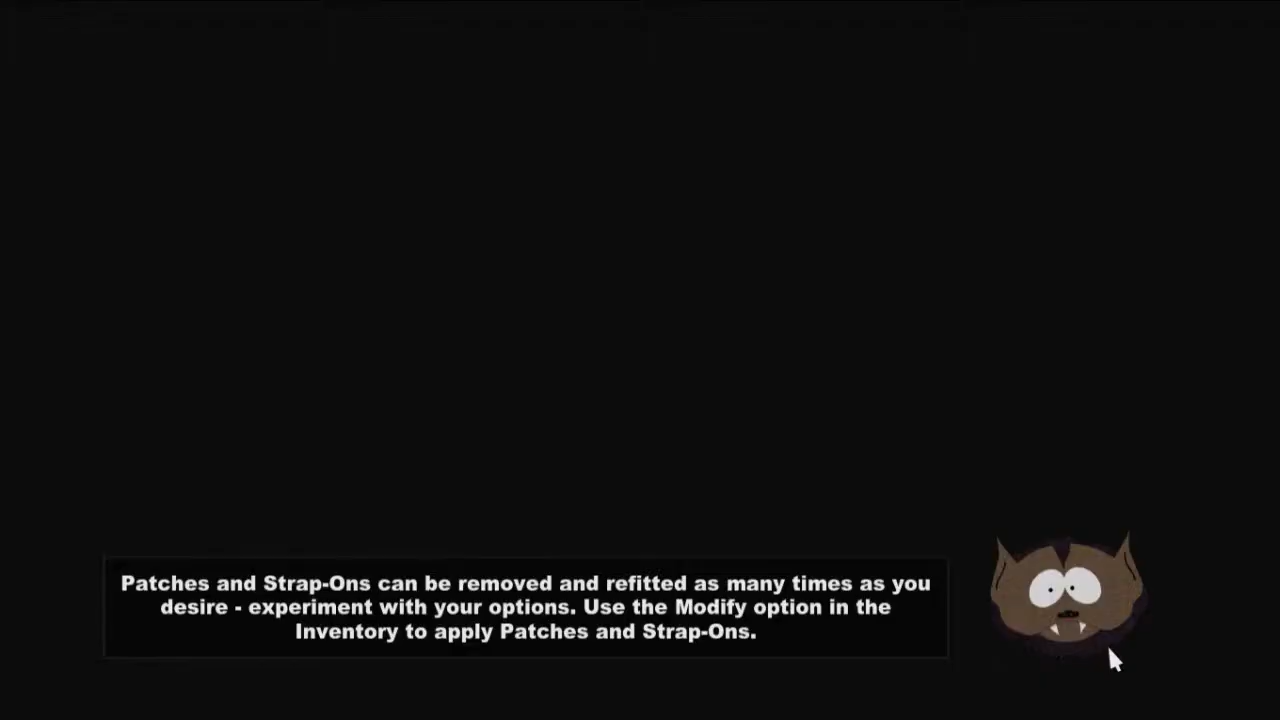 Patches and Strap-Ons can be removed and refitted as many times as you
desire - experiment with your options. Use the Modify option in the
Inventory to apply Patches and Strap-Ons.